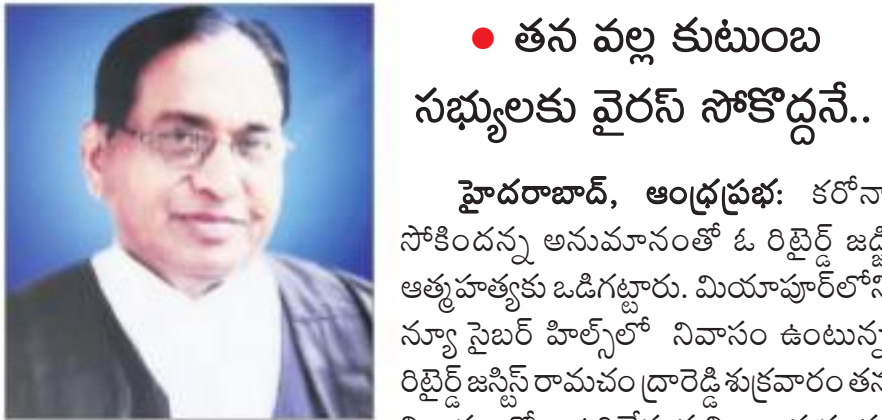 • తన వల్ల కుటుంబ
సభ్యులకు వైరస్ సోకొద్దనే..
హైదరాబాద్, ఆంధ్రప్రభ: కరోనా
సోకిందన్న అనుమానంతో ఓ రిటైర్డ్ జడ్జి
ఆత్మహత్యకు ఒడిగట్టారు. మియాపూర్‌లోని
న్యూ సైబర్ హిల్స్‌లో నివాసం ఉంటున్న
రిటైర్డ్ జస్టిస్ రామచంద్రారెడ్డి శుక్రవారం తన